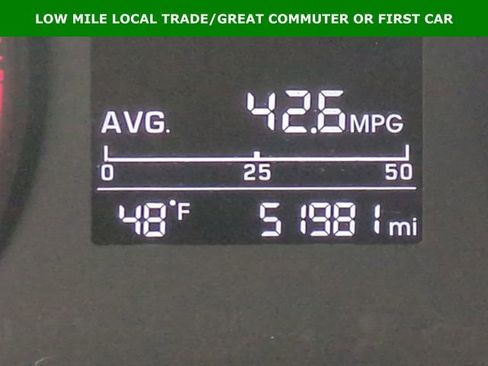 LOW MILE LOCAL TRADE/GREAT COMMUTER OR FIRST CAR
AVG. 42.6 MPG
0 25 50
48°F 51981 mi